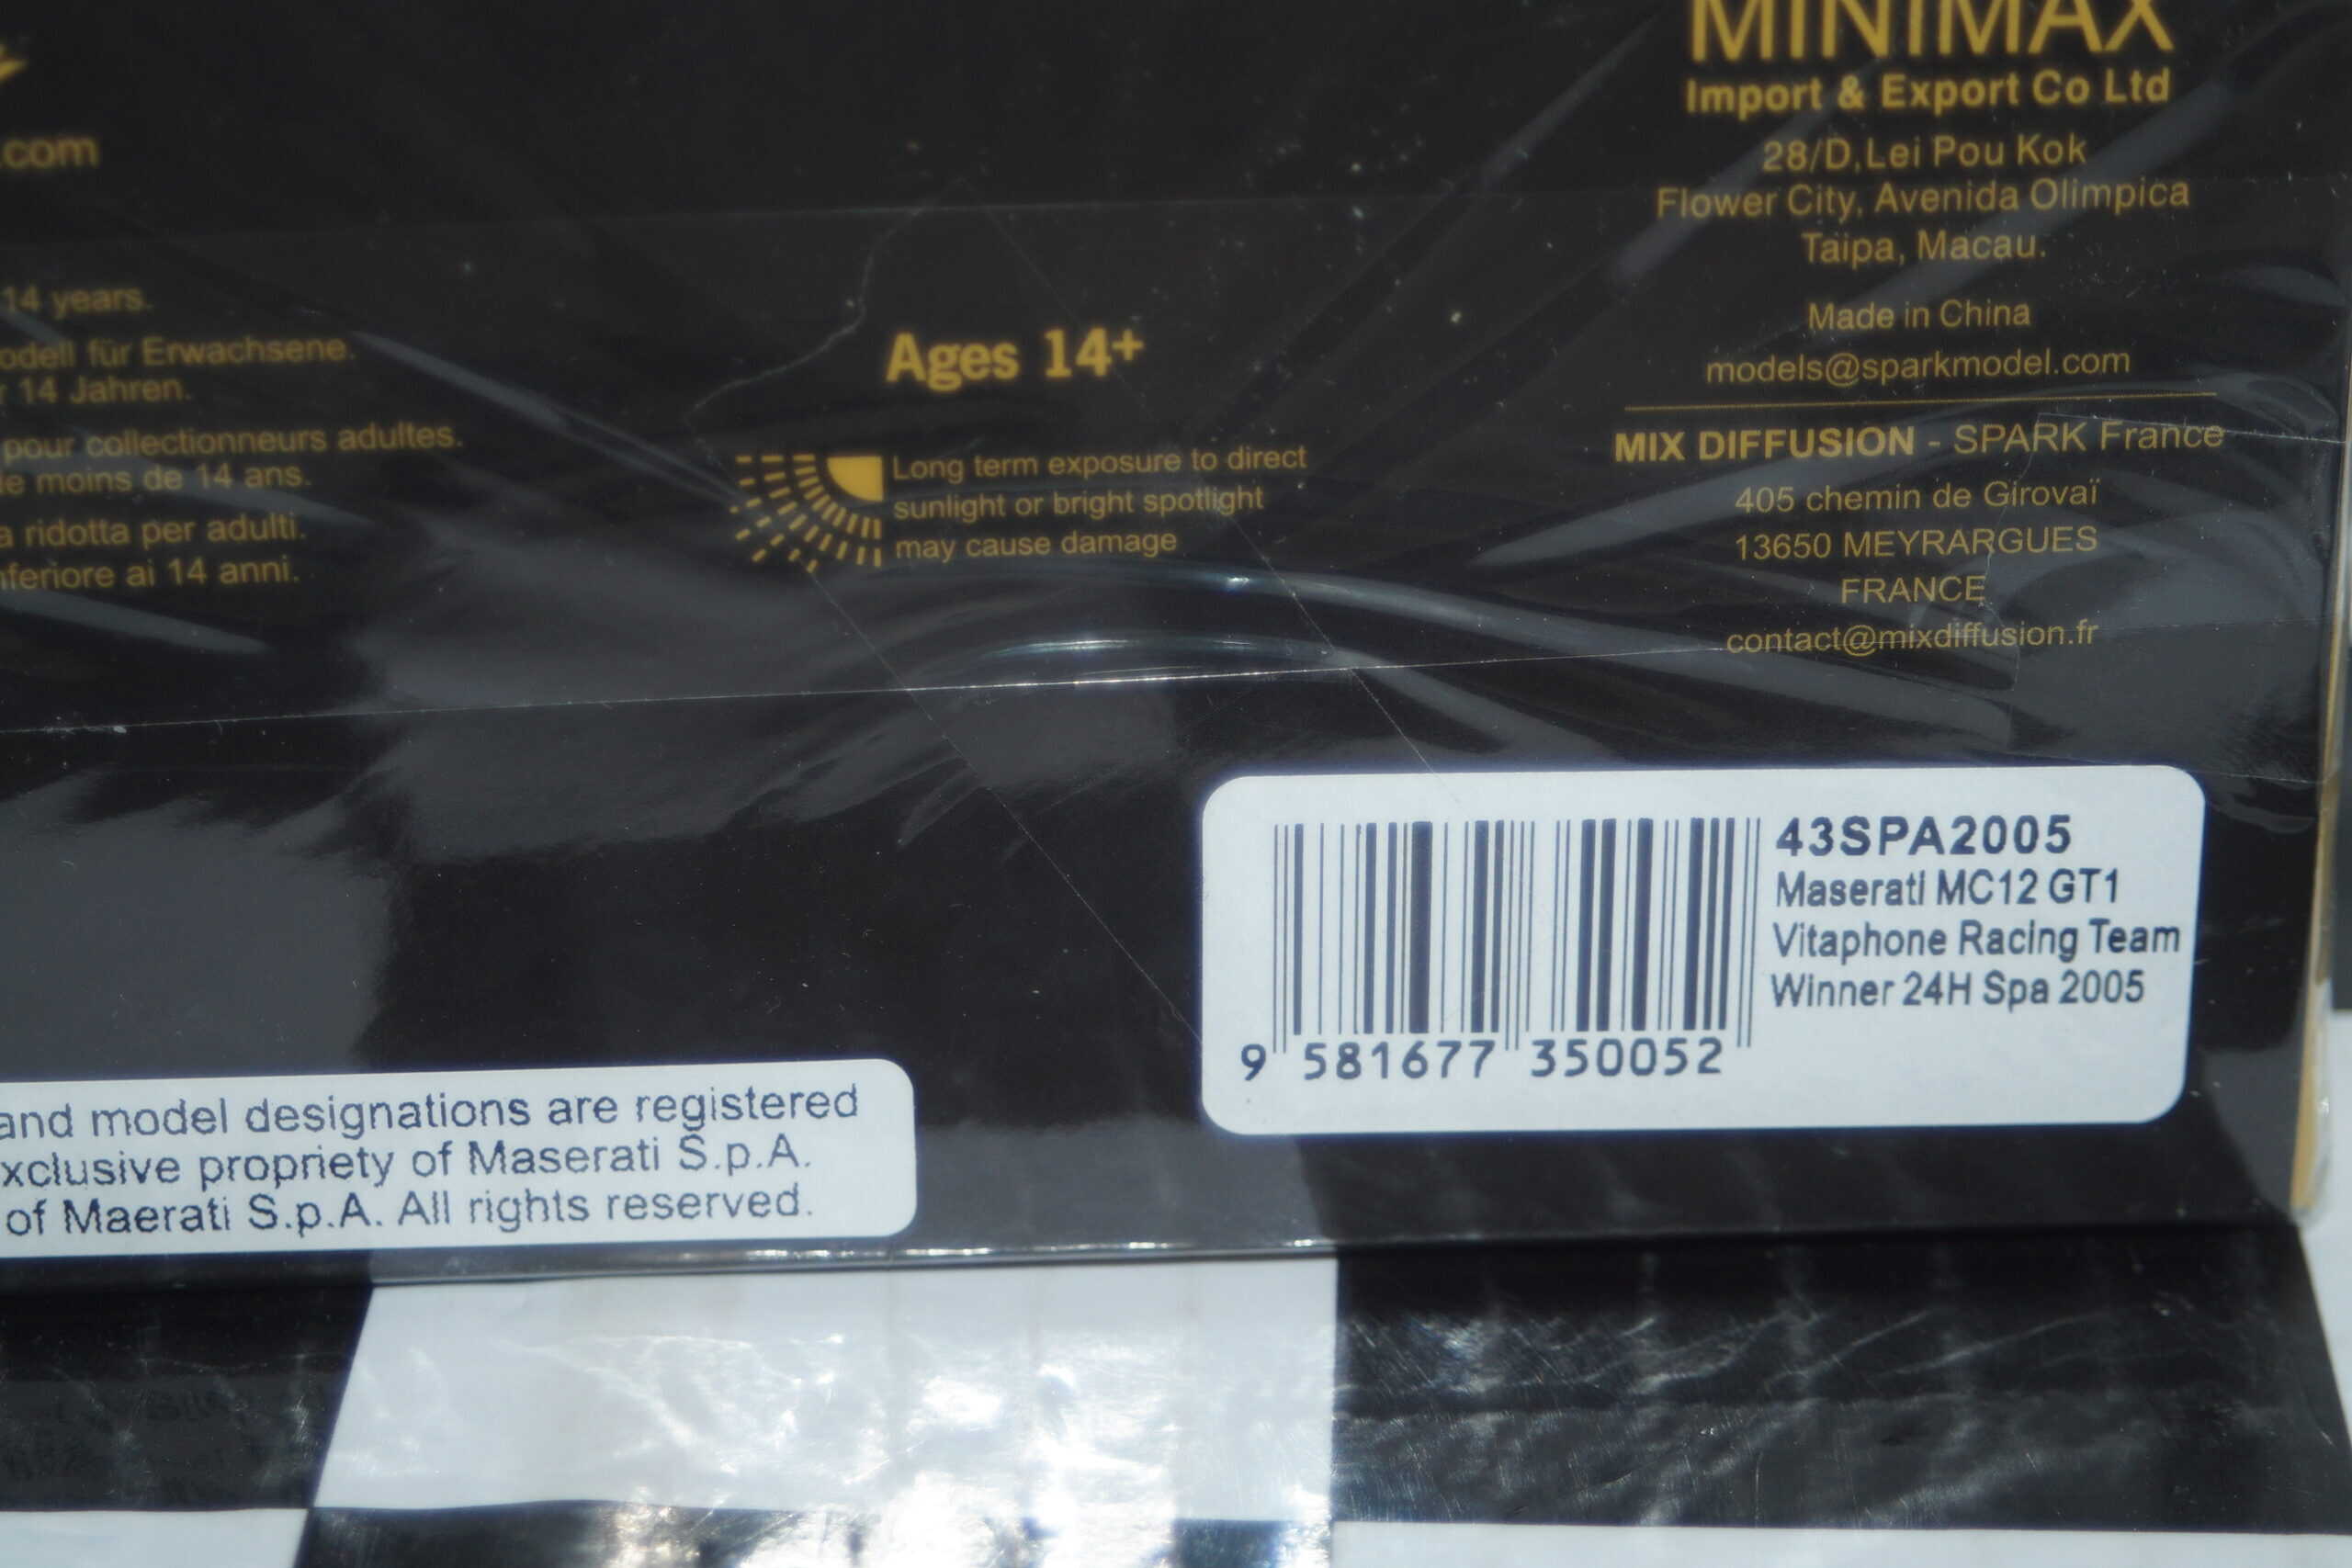 .com
14 years.
odell für Erwachsene.
r 14 Jahren.
pour collectionneurs adultes.
le moins de 14 ans.
a ridotta per adulti.
nferiore ai 14 anni.
Ages 14+
Long term exposure to direct
sunlight or bright spotlight
may cause damage
MINIMAX
Import & Export Co Ltd
28/D,Lei Pou Kok
Flower City, Avenida Olimpica
Taipa, Macau.
Made in China
models@sparkmodel.com
MIX DIFFUSION - SPARK France
405 chemin de Girovaï
13650 MEYRARGUES
FRANCE
contact@mixdiffusion.fr
43SPA2005
Maserati MC12 GT1
Vitaphone Racing Team
Winner 24H Spa 2005
9 581677 350052
and model designations are registered
xclusive propriety of Maserati S.p.A.
of Maerati S.p.A. All rights reserved.